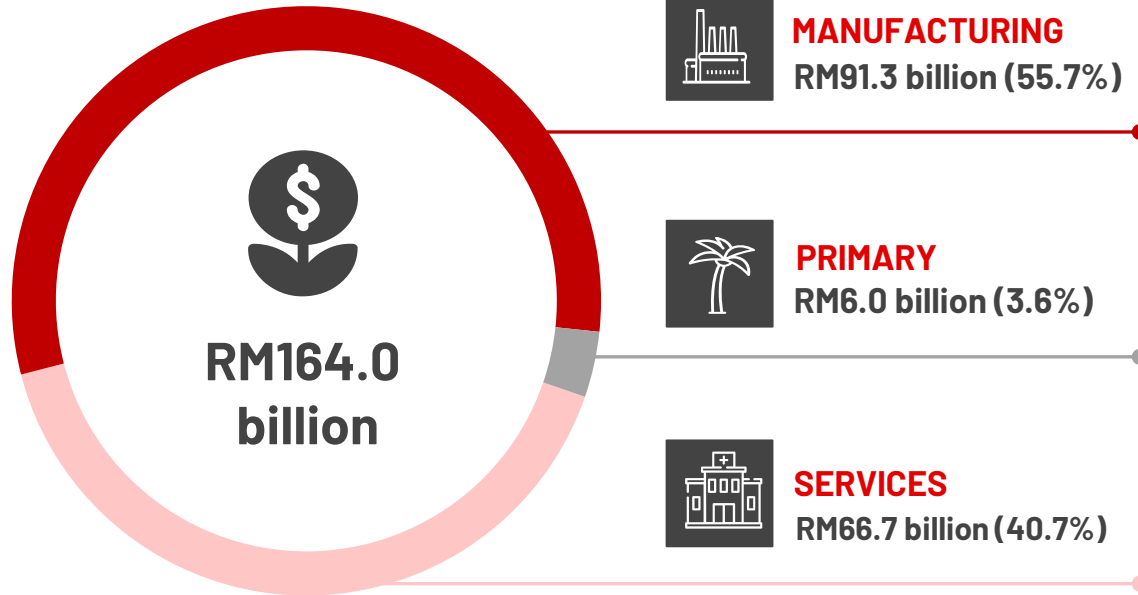 MANUFACTURING
RM91.3 billion (55.7%)
$
RM164.0
billion
PRIMARY
RM6.0 billion (3.6%)
SERVICES
RM66.7 billion (40.7%)